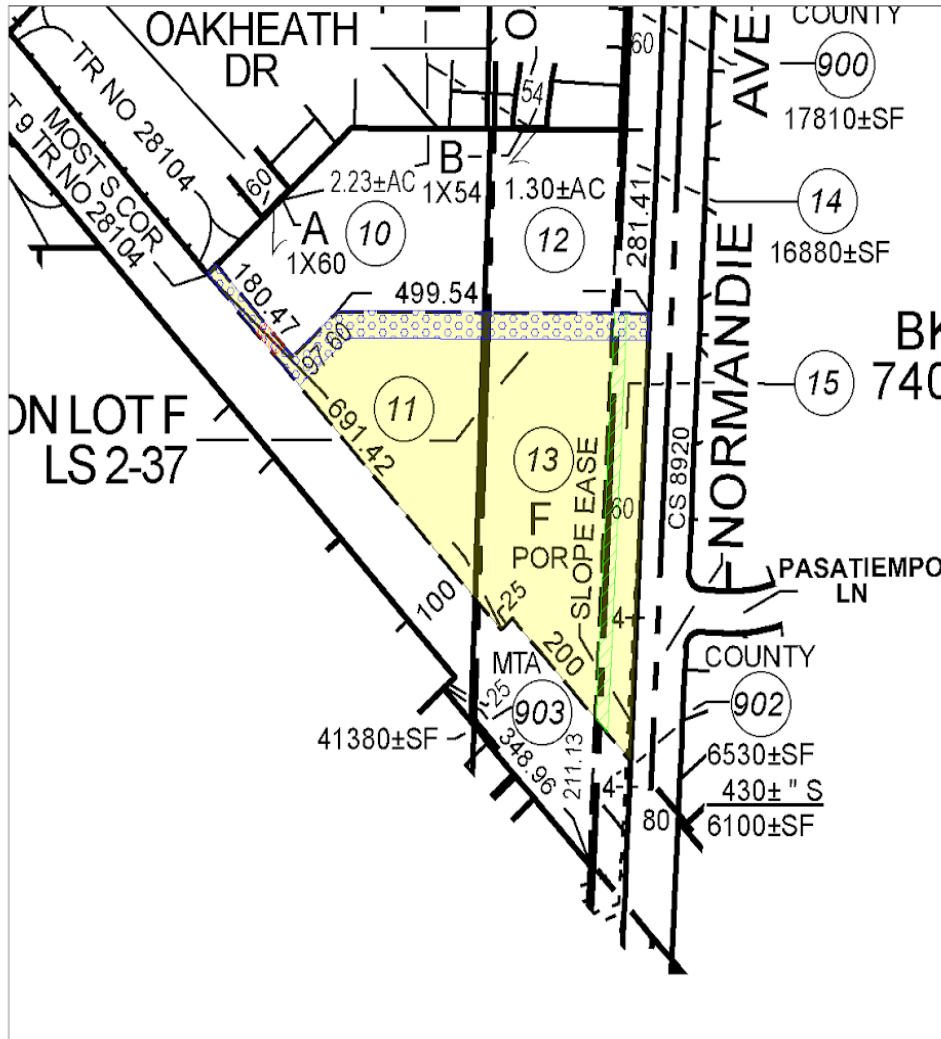 OAKHEATH
DR
O
60
AVE
COUNTY
900
17810±SF
TR NO 28104
MOST S COR
T 9 TR NO 28104
60
54
B
1X54
2.23±AC
1.30±AC
A
1X60
10
12
281.41
14
16880±SF
NORMANDIE
180.47
499.54
97.60
BK
740
15
11
691.42
ON LOT F
LS 2-37
13
F
POR
SLOPE EASE
60
CS 8920
PASATIEMPO
LN
100
25
200
4
MTA
903
25
41380±SF
348.96
211.13
4
80
COUNTY
902
6530±SF
430± " S
6100±SF